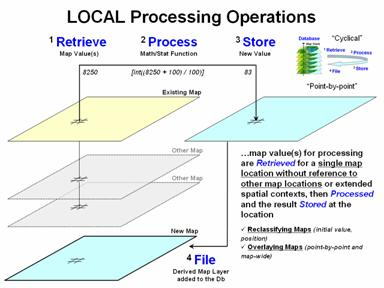 LOCAL Processing Operations
1 Retrieve
Map Value(s)
2 Process
Math/Stat Function
3 Store
New Value
Database
"Cyclical"
1 Retrieve
2 Process
3 Store
4 File
8250
[int((8250 + 100) / 100)]
83
"Point-by-point"
Existing Map
Other Map
Other Map
New Map
…map value(s) for processing
are Retrieved for a single map
location without reference to
other map locations or extended
spatial contexts, then Processed
and the result Stored at the
location
✓ Reclassifying Maps (initial value,
position)
✓ Overlaying Maps (point-by-point and
map-wide)
4 File
Derived Map Layer
added to the Db